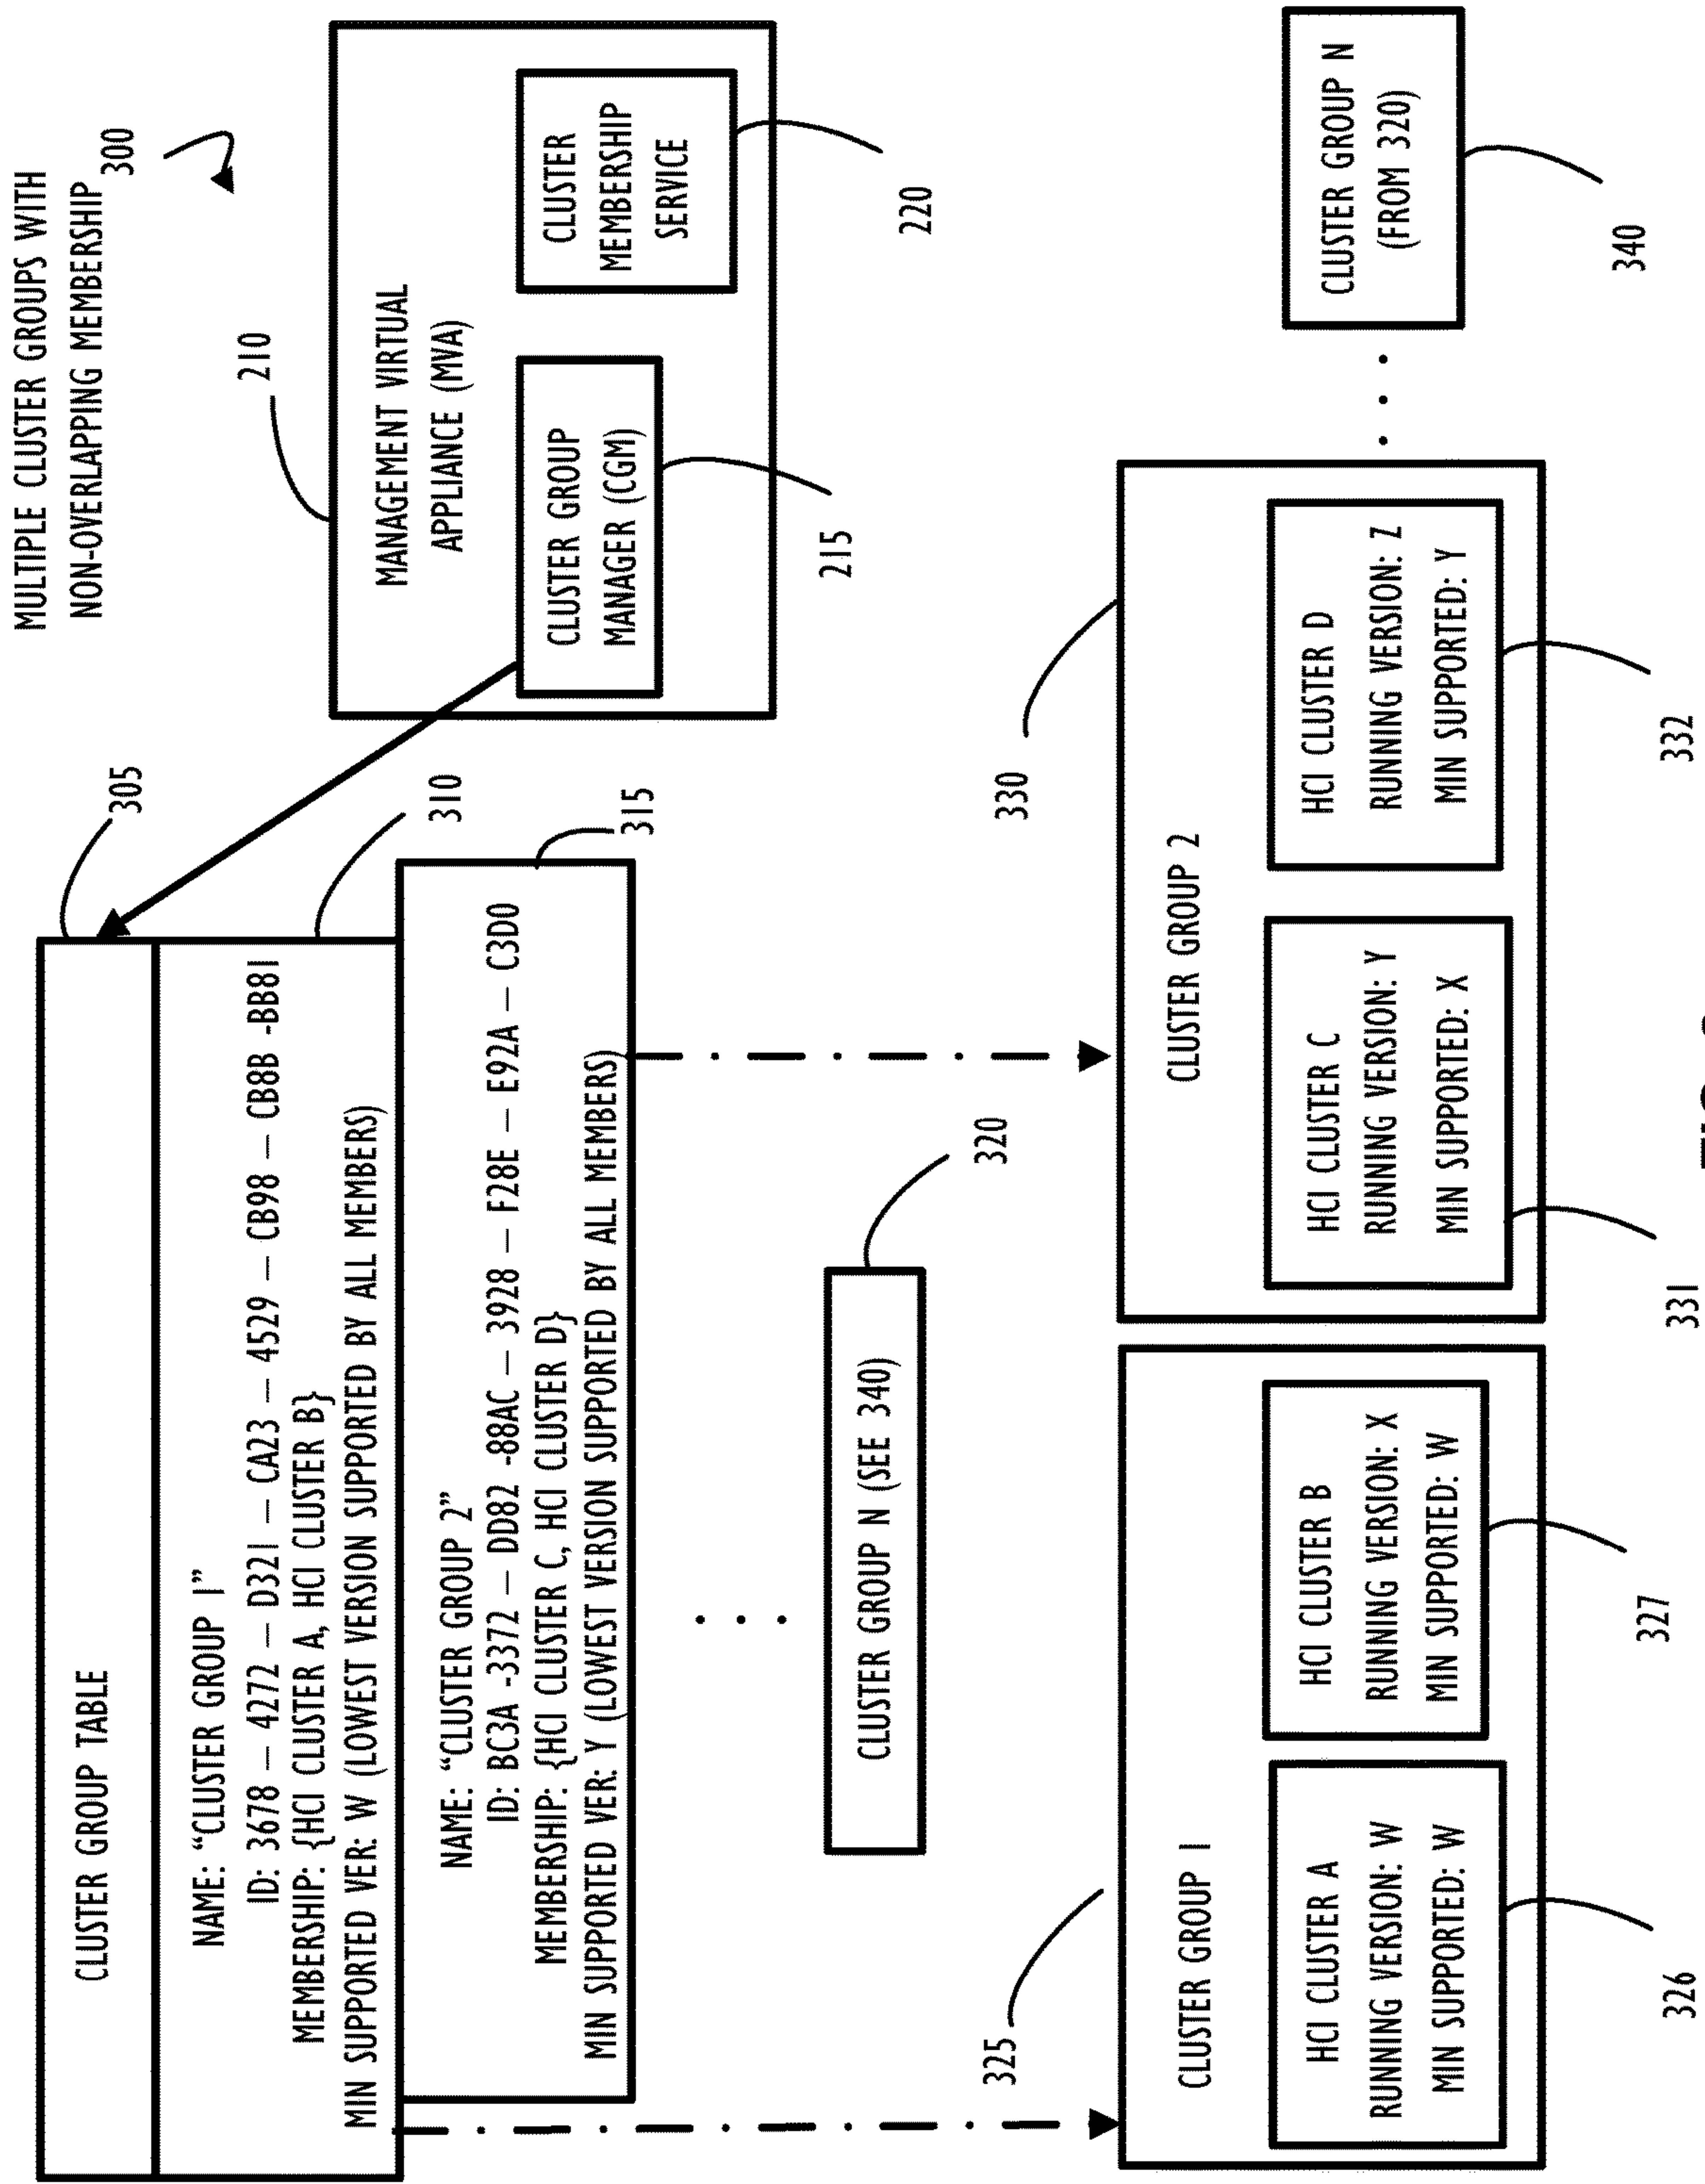 MULTIPLE CLUSTER GROUPS WITH
NON-OVERLAPPING MEMBERSHIP
300
CLUSTER GROUP TABLE
305
NAME: “CLUSTER GROUP 1”
ID: 3678 – 4272 – D321 – CA23 – 4529 – CB98 – CB8B -BB81
MEMBERSHIP: {HCI CLUSTER A, HCI CLUSTER B}
MIN SUPPORTED VER: W (LOWEST VERSION SUPPORTED BY ALL MEMBERS)
310
NAME: “CLUSTER GROUP 2”
ID: BC3A -3372 – DD82 -88AC – 3928 – F28E – E92A – C3D0
MEMBERSHIP: {HCI CLUSTER C, HCI CLUSTER D}
MIN SUPPORTED VER: Y (LOWEST VERSION SUPPORTED BY ALL MEMBERS)
315
. . .
CLUSTER GROUP N (SEE 340)
320
210
MANAGEMENT VIRTUAL
APPLIANCE (MVA)
CLUSTER GROUP
MANAGER (CGM)
215
CLUSTER
MEMBERSHIP
SERVICE
220
325
CLUSTER GROUP 1
HCI CLUSTER A
RUNNING VERSION: W
MIN SUPPORTED: W
326
HCI CLUSTER B
RUNNING VERSION: X
MIN SUPPORTED: W
327
330
CLUSTER GROUP 2
HCI CLUSTER C
RUNNING VERSION: Y
MIN SUPPORTED: X
331
HCI CLUSTER D
RUNNING VERSION: Z
MIN SUPPORTED: Y
332
. . .
CLUSTER GROUP N
(FROM 320)
340